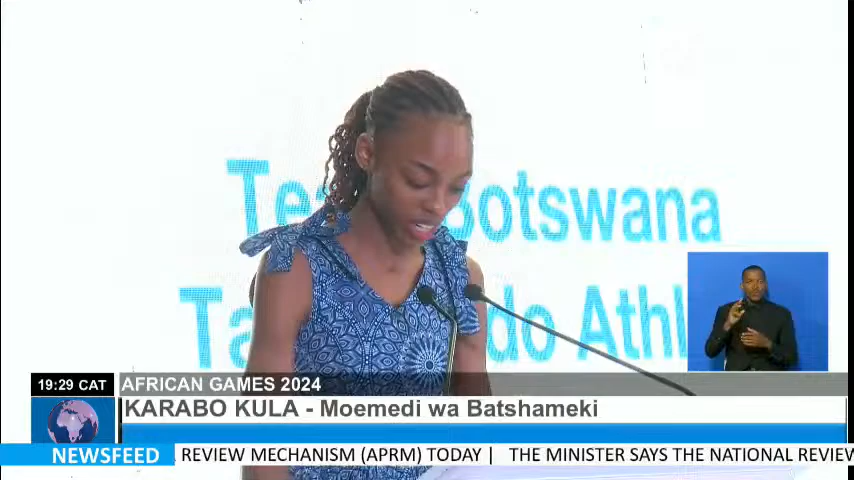 Botswana
do
19:29 CAT
AFRICAN GAMES 2024
KARABO KULA - Moemedi wa Batshameki
NEWSFEED
REVIEW MECHANISM (APRM) TODAY |
THE MINISTER SAYS THE NATIONAL REVIEW